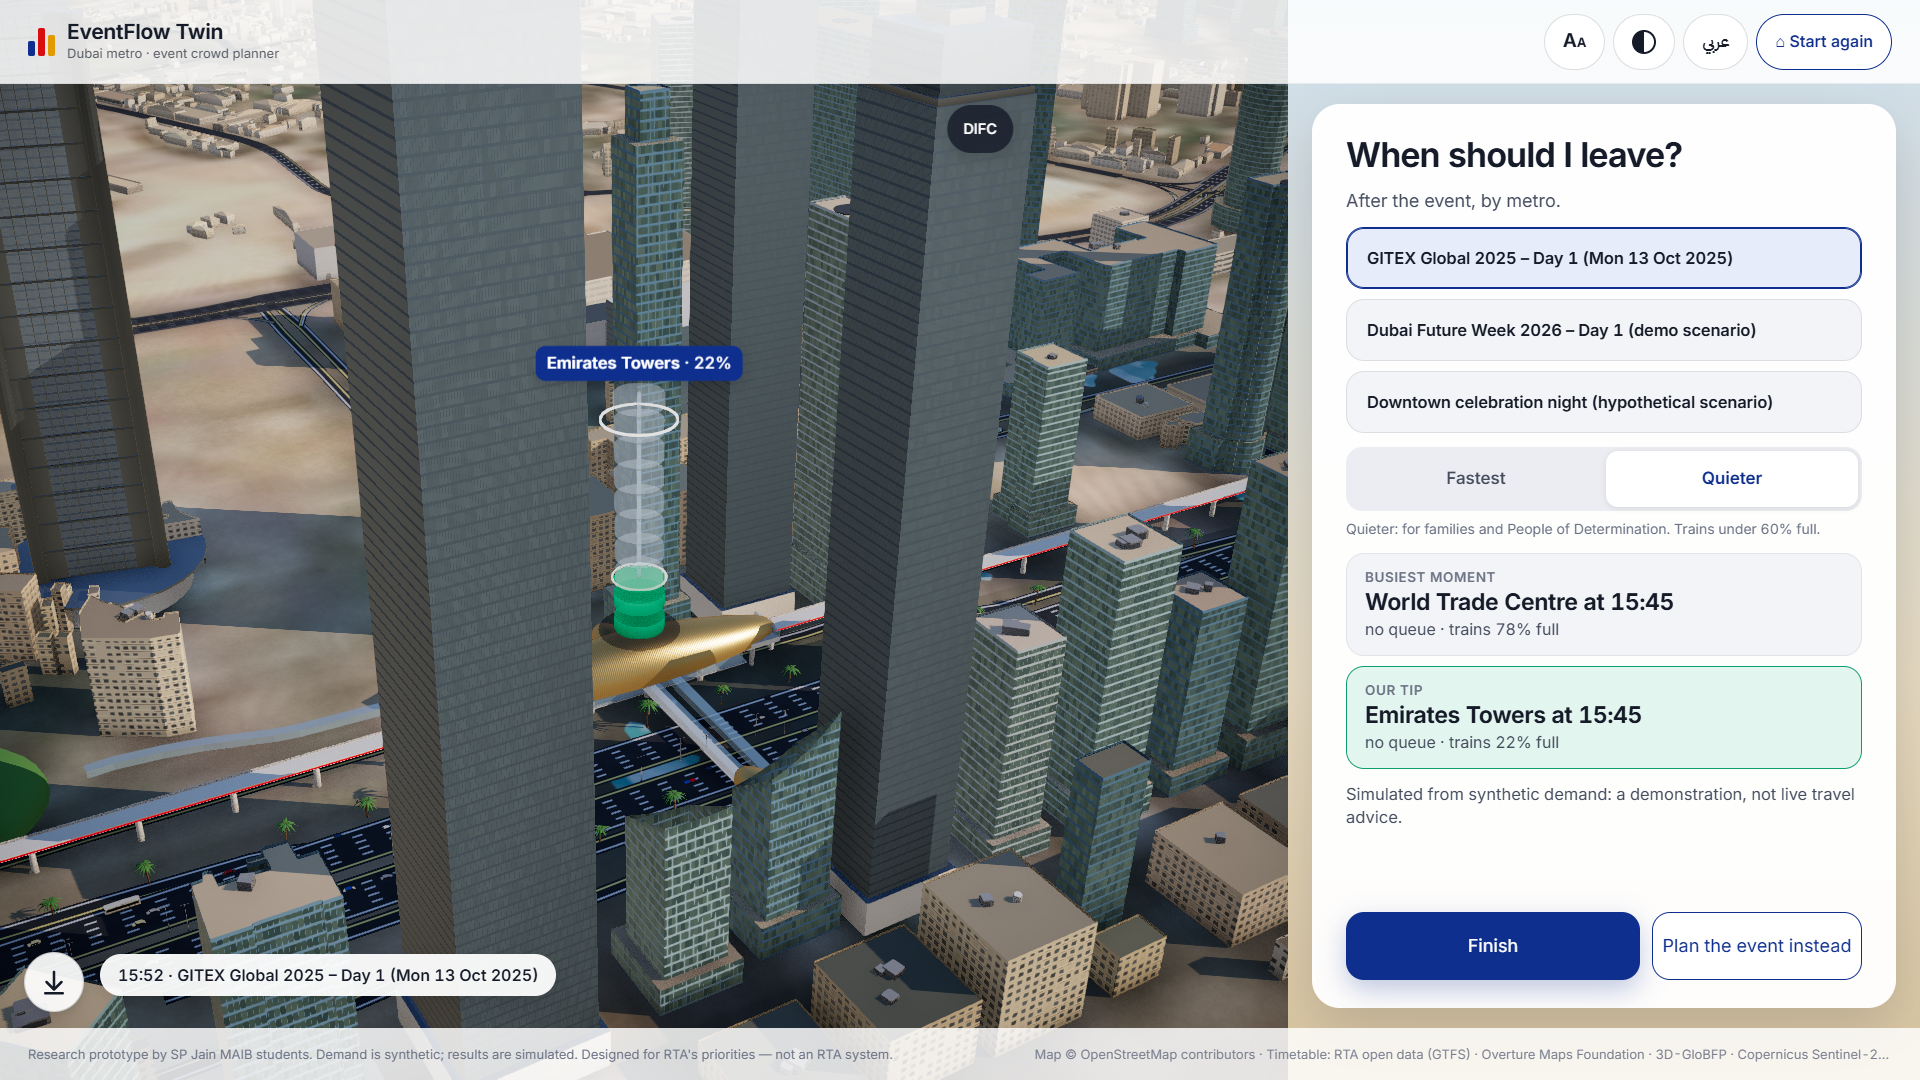 EventFlow Twin
Dubai metro · event crowd planner
AA
عربي
⌂ Start again
DIFC
Emirates Towers · 22%
15:52 · GITEX Global 2025 – Day 1 (Mon 13 Oct 2025)
When should I leave?
After the event, by metro.
GITEX Global 2025 – Day 1 (Mon 13 Oct 2025)
Dubai Future Week 2026 – Day 1 (demo scenario)
Downtown celebration night (hypothetical scenario)
Fastest
Quieter
Quieter: for families and People of Determination. Trains under 60% full.
BUSIEST MOMENT
World Trade Centre at 15:45
no queue · trains 78% full
OUR TIP
Emirates Towers at 15:45
no queue · trains 22% full
Simulated from synthetic demand: a demonstration, not live travel
advice.
Finish
Plan the event instead
Research prototype by SP Jain MAIB students. Demand is synthetic; results are simulated. Designed for RTA's priorities — not an RTA system.
Map © OpenStreetMap contributors · Timetable: RTA open data (GTFS) · Overture Maps Foundation · 3D-GloBFP · Copernicus Sentinel-2...